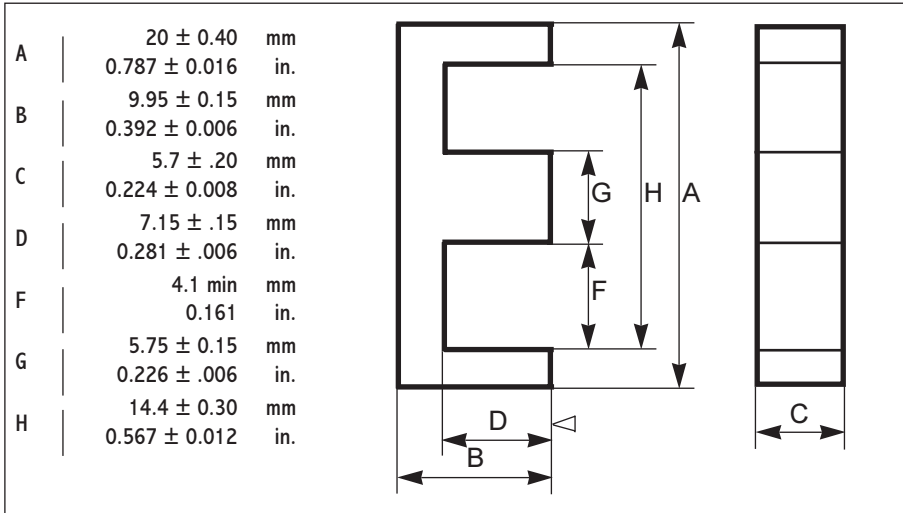 A | 20 ± 0.40 mm
0.787 ± 0.016 in.
B | 9.95 ± 0.15 mm
0.392 ± 0.006 in.
C | 5.7 ± .20 mm
0.224 ± 0.008 in.
D | 7.15 ± .15 mm
0.281 ± .006 in.
F | 4.1 min mm
0.161 in.
G | 5.75 ± 0.15 mm
0.226 ± .006 in.
H | 14.4 ± 0.30 mm
0.567 ± 0.012 in.
G H A
F
D
B
C